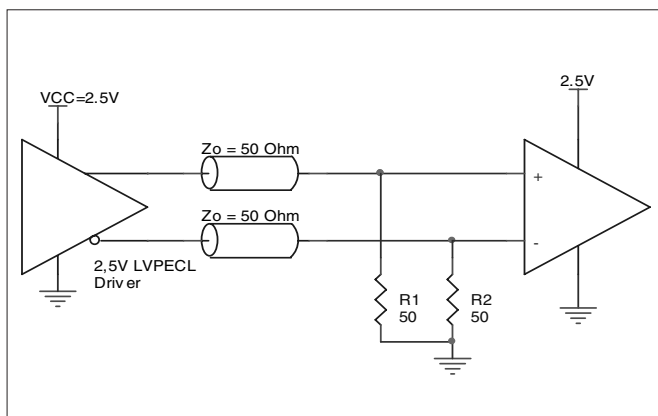 2.5V
VCC=2.5V
Zo = 50 Ohm
+
Zo = 50 Ohm
-
2,5V LVPECL
Driver
R1
50
R2
50